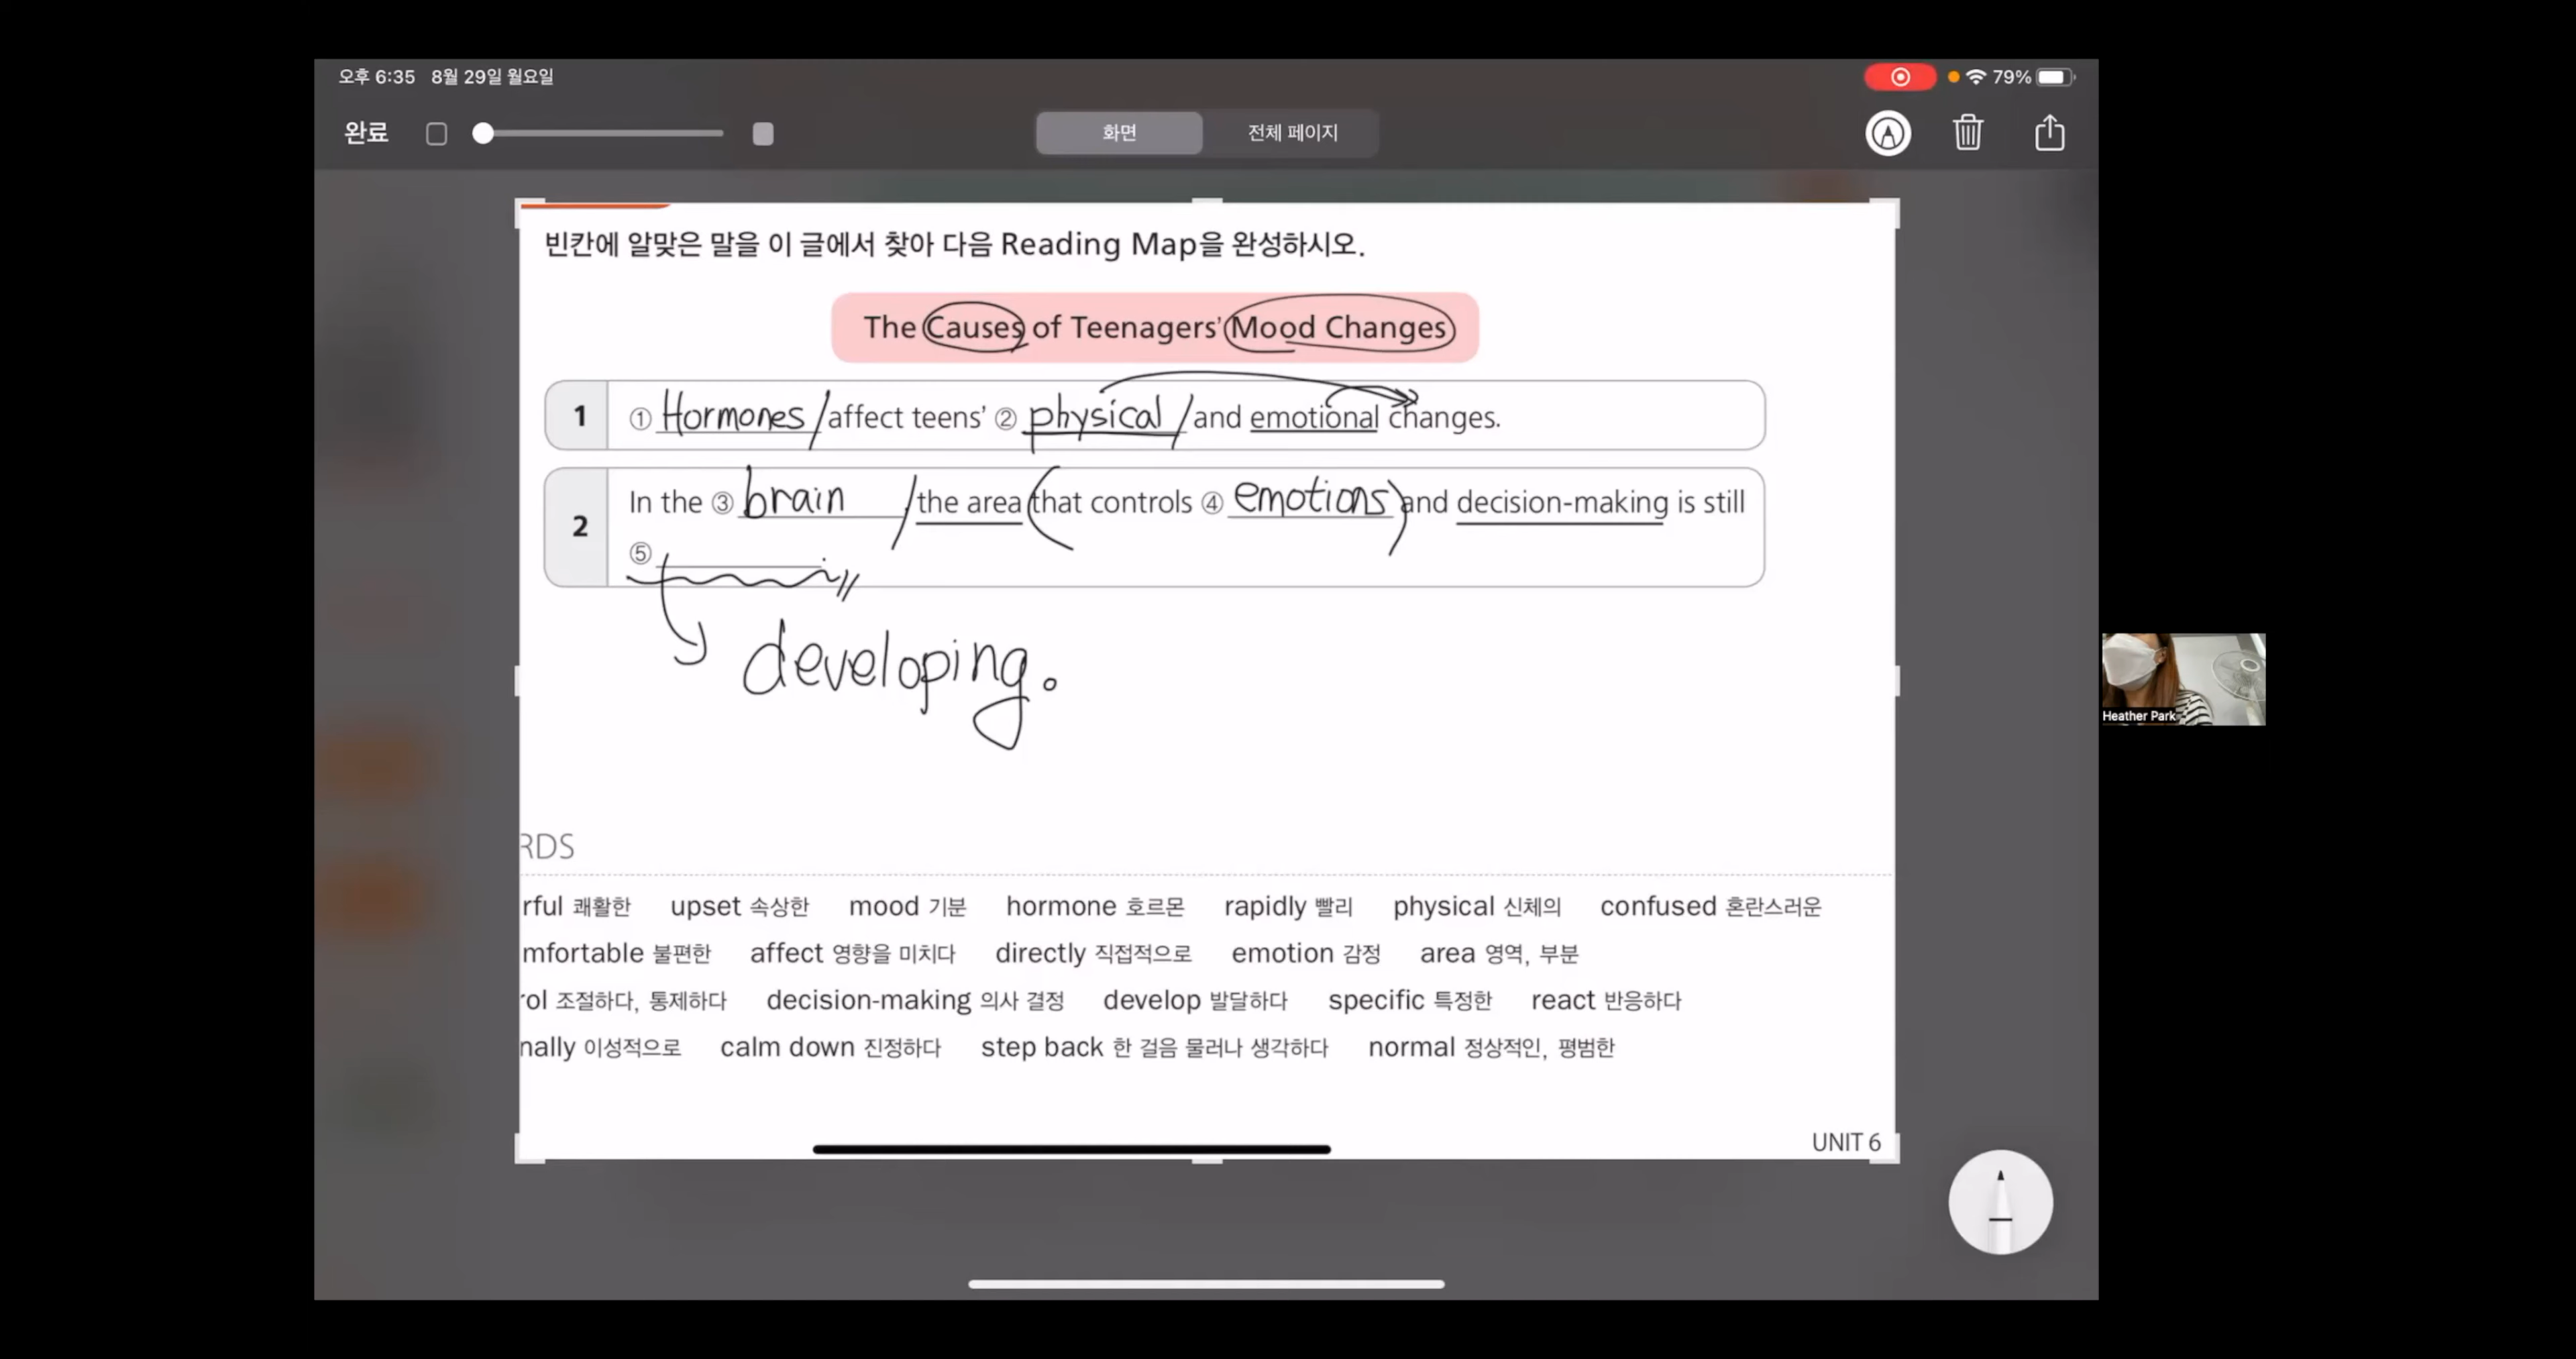 오후 6:35 8월 29일 월요일 79%
완료 화면 전체 페이지
빈칸에 알맞은 말을 이 글에서 찾아 다음 Reading Map을 완성하시오.
The Causes of Teenagers' Mood Changes
1 ① Hormones affect teens' ② physical and emotional changes.
2 In the ③ brain, the area that controls ④ emotions and decision-making is still
⑤ .
developing.
RDS
rful 쾌활한 upset 속상한 mood 기분 hormone 호르몬 rapidly 빨리 physical 신체의 confused 혼란스러운
mfortable 불편한 affect 영향을 미치다 directly 직접적으로 emotion 감정 area 영역, 부분
rol 조절하다, 통제하다 decision-making 의사 결정 develop 발달하다 specific 특정한 react 반응하다
nally 이성적으로 calm down 진정하다 step back 한 걸음 물러나 생각하다 normal 정상적인, 평범한
UNIT 6
Heather Park